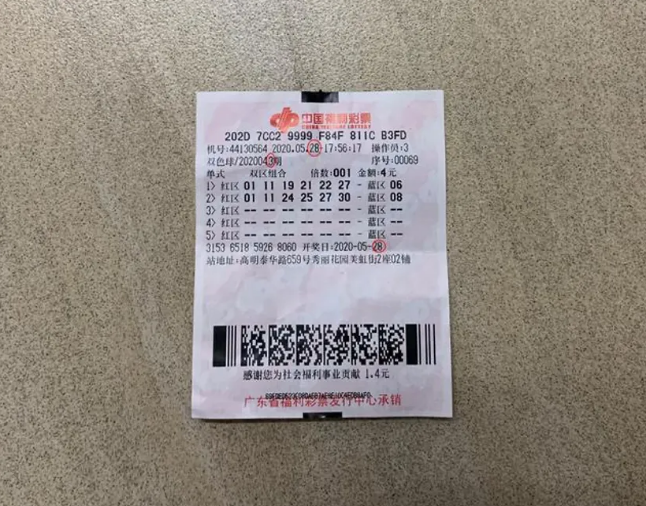 中国福利彩票
CHINA WELFARE LOTTERY
202D 7CC2 9999 F84F 811C B3FD
机号:44130564 2020.05.28-17:56:17 操作员:3
双色球/2020043期 序号:00069
单式 双区组合 倍数:001 金额:4元
1> 红区 01 11 19 21 22 27 - 蓝区 06
2> 红区 01 11 24 25 27 30 - 蓝区 08
3> 红区 -- -- -- -- -- -- - 蓝区 --
4> 红区 -- -- -- -- -- -- - 蓝区 --
5> 红区 -- -- -- -- -- -- - 蓝区 --
3153 6518 5926 8060 开奖日:2020-05-28
站地址:高明泰华路659号秀丽花园美虹街2座02铺
感谢您为社会福利事业贡献 1.4元
广东省福利彩票发行中心承销